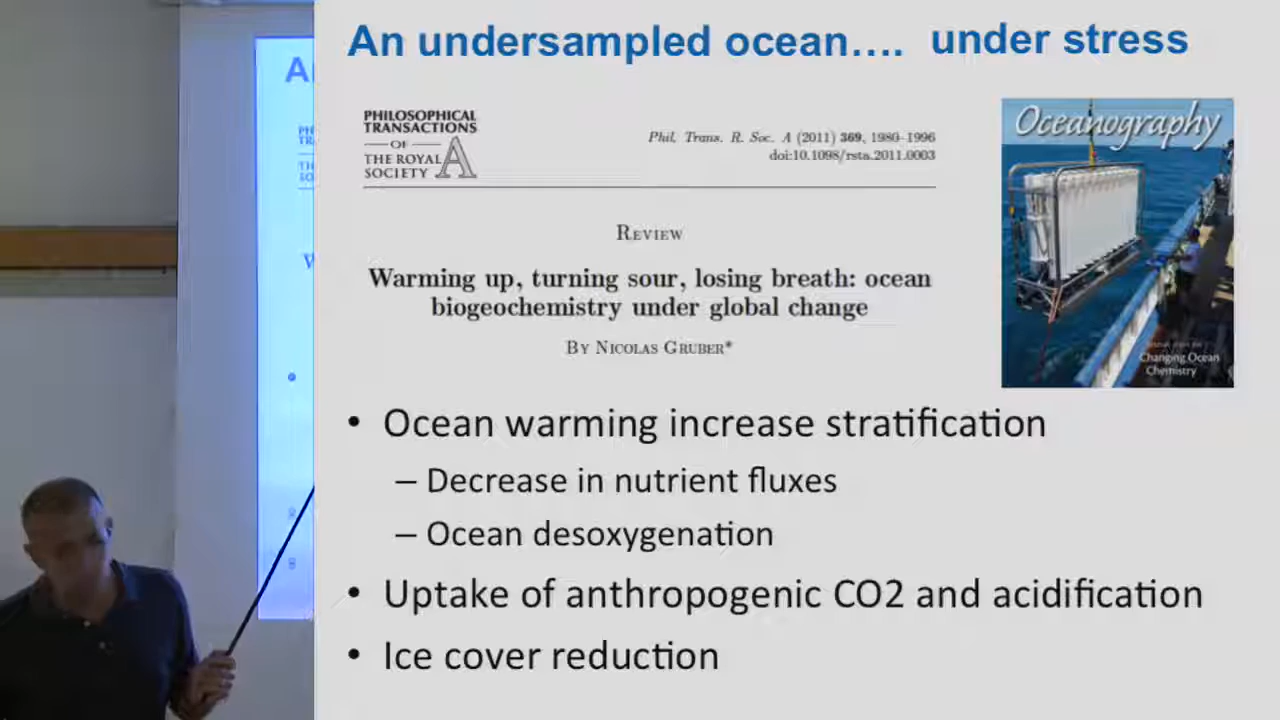 An undersampled ocean.... under stress
PHILOSOPHICAL
TRANSACTIONS
OF
THE ROYAL
SOCIETY A
Phil. Trans. R. Soc. A (2011) 369, 1980–1996
doi:10.1098/rsta.2011.0003
REVIEW
Warming up, turning sour, losing breath: ocean
biogeochemistry under global change
BY NICOLAS GRUBER*
Oceanography
Changing Ocean
Chemistry
• Ocean warming increase stratification
– Decrease in nutrient fluxes
– Ocean desoxygenation
• Uptake of anthropogenic CO2 and acidification
• Ice cover reduction